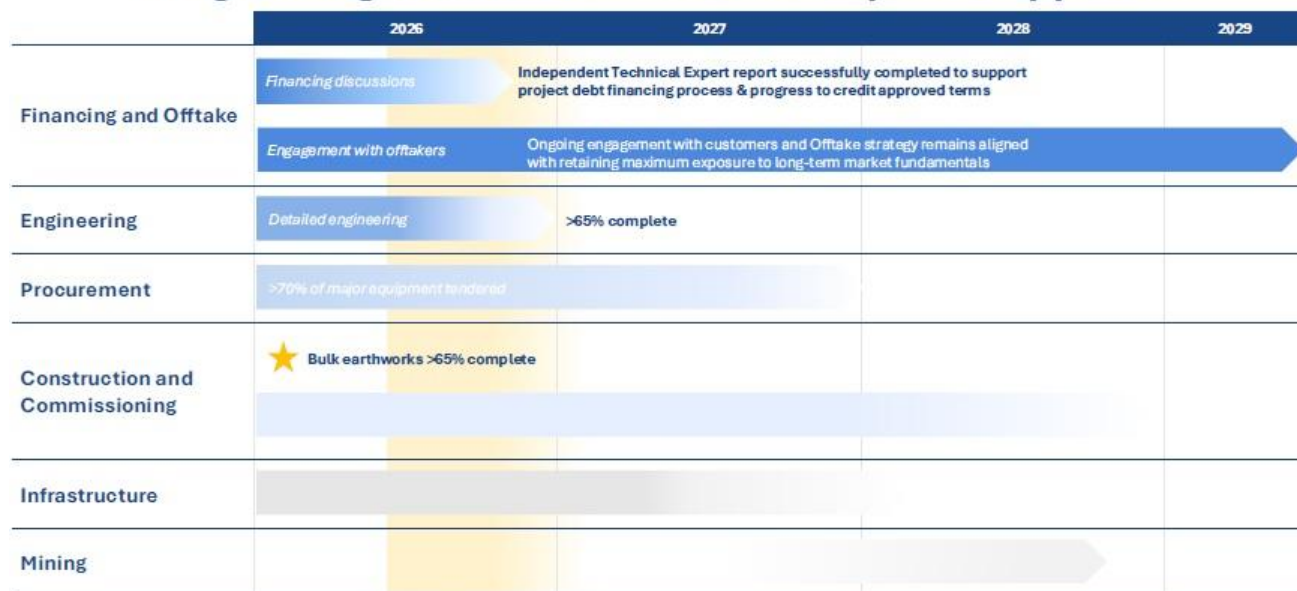 2026
2027
2028
2029
Financing and Offtake
Financing discussions
Independent Technical Expert report successfully completed to support
project debt financing process & progress to credit approved terms
Engagement with offtakers
Ongoing engagement with customers and Offtake strategy remains aligned
with retaining maximum exposure to long-term market fundamentals
Engineering
Detailed engineering
>65% complete
Procurement
>70% of major equipment tendered
Construction and
Commissioning
Bulk earthworks >65% complete
Infrastructure
Mining